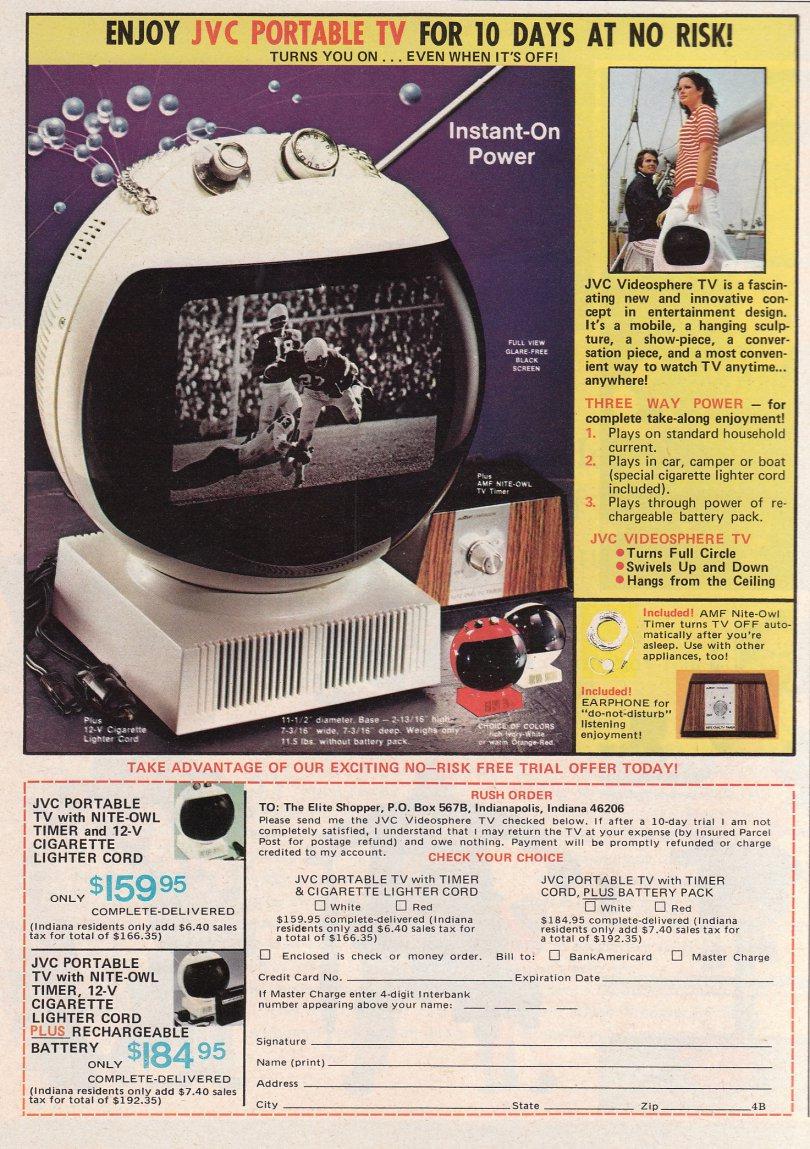 ENJOY JVC PORTABLE TV FOR 10 DAYS AT NO RISK!
TURNS YOU ON . . . EVEN WHEN IT'S OFF!
Instant-On
Power
FULL VIEW
GLARE-FREE
BLACK
SCREEN
Plus
AMF NITE-OWL
TV Timer
Plus
12-V Cigarette
Lighter Cord
11-1/2" diameter. Base — 2-13/16" high,
7-3/16" wide, 7-3/16" deep. Weighs only
11.5 lbs. without battery pack.
CHOICE OF COLORS
rich Ivory-White
or warm Orange-Red.
JVC Videosphere TV is a fascin-
ating new and innovative con-
cept in entertainment design.
It's a mobile, a hanging sculp-
ture, a show-piece, a conver-
sation piece, and a most conven-
ient way to watch TV anytime...
anywhere!
THREE WAY POWER — for
complete take-along enjoyment!
1. Plays on standard household
current.
2. Plays in car, camper or boat
(special cigarette lighter cord
included).
3. Plays through power of re-
chargeable battery pack.
JVC VIDEOSPHERE TV
●Turns Full Circle
●Swivels Up and Down
●Hangs from the Ceiling
Included! AMF Nite-Owl
Timer turns TV OFF auto-
matically after you're
asleep. Use with other
appliances, too!
Included!
EARPHONE for
"do-not-disturb"
listening
enjoyment!
TAKE ADVANTAGE OF OUR EXCITING NO—RISK FREE TRIAL OFFER TODAY!
JVC PORTABLE
TV with NITE-OWL
TIMER and 12-V
CIGARETTE
LIGHTER CORD
ONLY $159 95
COMPLETE-DELIVERED
(Indiana residents only add $6.40 sales
tax for total of $166.35)
JVC PORTABLE
TV with NITE-OWL
TIMER, 12-V
CIGARETTE
LIGHTER CORD
PLUS RECHARGEABLE
BATTERY
ONLY $184 95
COMPLETE-DELIVERED
(Indiana residents only add $7.40 sales
tax for total of $192.35)
RUSH ORDER
TO: The Elite Shopper, P.O. Box 567B, Indianapolis, Indiana 46206
Please send me the JVC Videosphere TV checked below. If after a 10-day trial I am not
completely satisfied, I understand that I may return the TV at your expense (by Insured Parcel
Post for postage refund) and owe nothing. Payment will be promptly refunded or charge
credited to my account.
CHECK YOUR CHOICE
JVC PORTABLE TV with TIMER
& CIGARETTE LIGHTER CORD
☐ White ☐ Red
$159.95 complete-delivered (Indiana
residents only add $6.40 sales tax for
a total of $166.35)
JVC PORTABLE TV with TIMER
CORD, PLUS BATTERY PACK
☐ White ☐ Red
$184.95 complete-delivered (Indiana
residents only add $7.40 sales tax for
a total of $192.35)
☐ Enclosed is check or money order. Bill to: ☐ BankAmericard ☐ Master Charge
Credit Card No. Expiration Date
If Master Charge enter 4-digit Interbank
number appearing above your name:
Signature
Name (print)
Address
City State Zip 4B